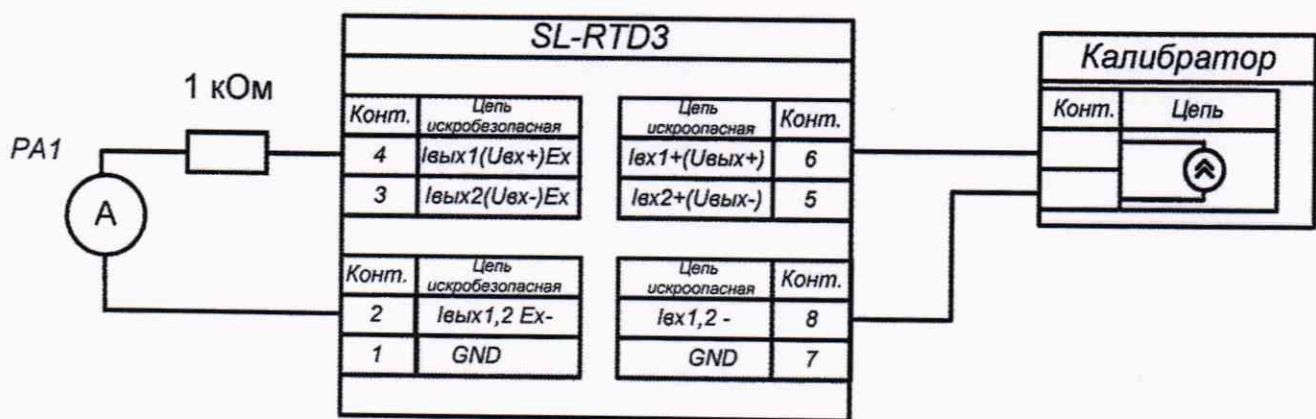 SL-RTD3
Калибратор
1 кОм
PA1
A
Конт.
Цепь
искробезопасная
4
Iвых1(Uвх+)Ex
3
Iвых2(Uвх-)Ex
Цепь
искроопасная
Конт.
Iвх1+(Uвых+)
6
Iвх2+(Uвых-)
5
Конт.
Цепь
Конт.
Цепь
искробезопасная
2
Iвых1,2 Ex-
1
GND
Цепь
искроопасная
Конт.
Iвх1,2 -
8
GND
7